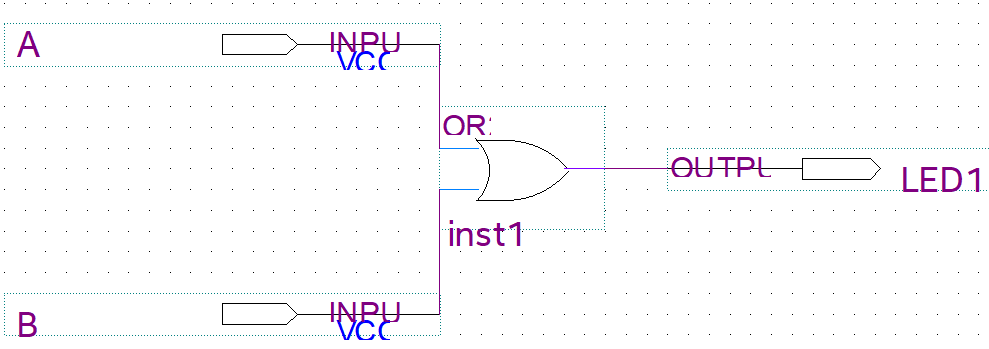 A
INPU
VCC
OR2
OUTPU
LED1
inst1
B
INPU
VCC